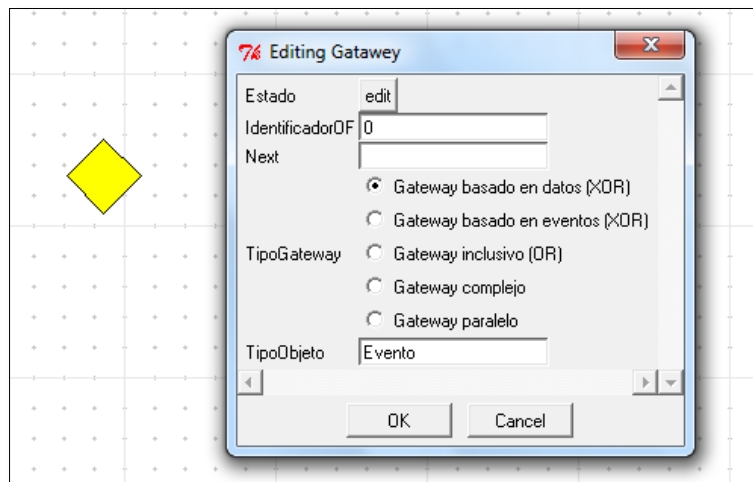 Editing Gatawey
Estado edit
IdentificadorOF 0
Next
Gateway basado en datos (XOR)
Gateway basado en eventos (XOR)
TipoGateway Gateway inclusivo (OR)
Gateway complejo
Gateway paralelo
TipoObjeto Evento
OK Cancel